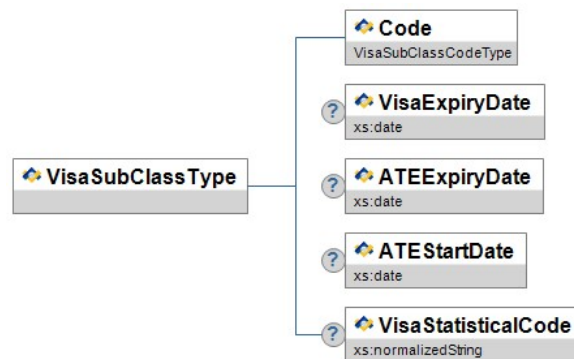 Code
VisaSubClassCodeType
?
VisaExpiryDate
xs:date
?
ATEExpiryDate
xs:date
VisaSubClassType
?
ATEStartDate
xs:date
?
VisaStatisticalCode
xs:normalizedString